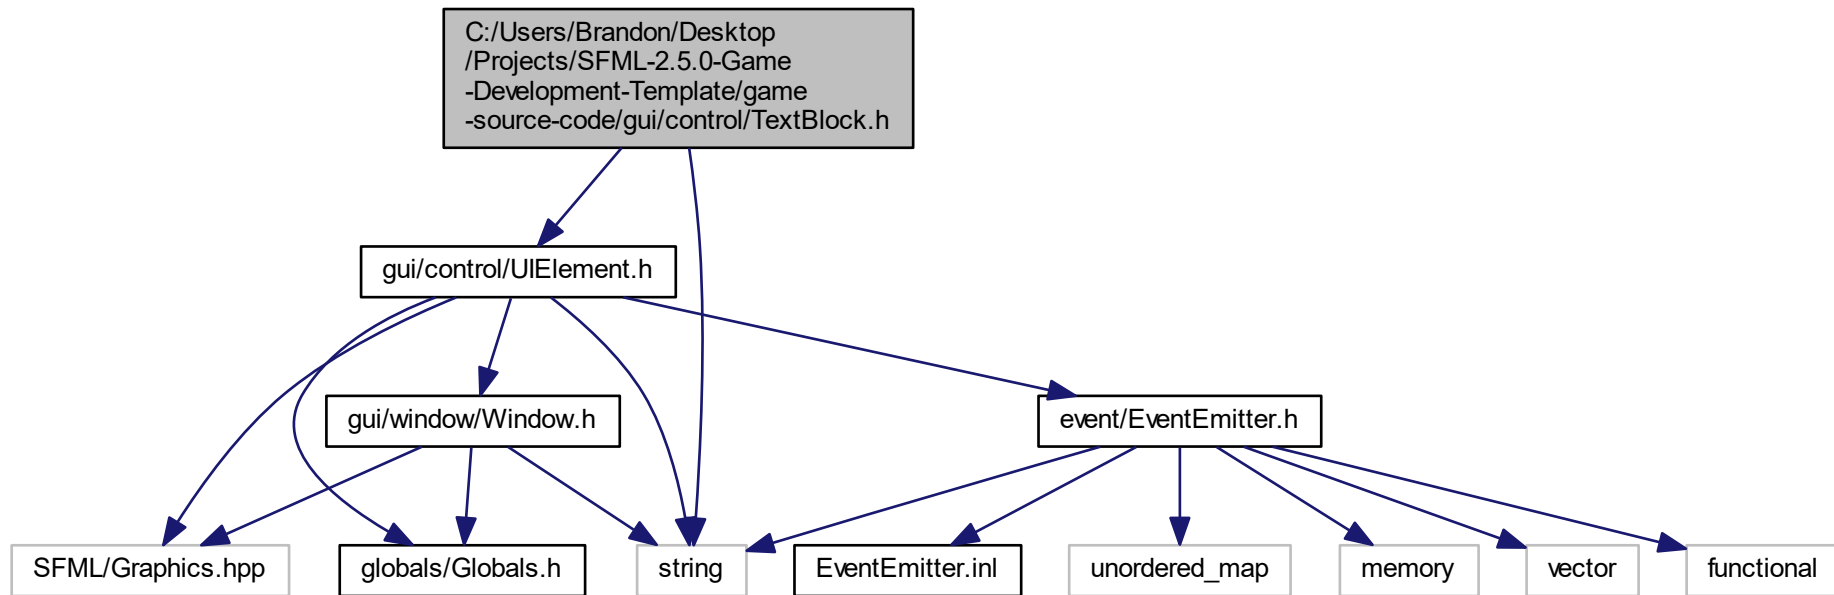 C:/Users/Brandon/Desktop
/Projects/SFML-2.5.0-Game
-Development-Template/game
-source-code/gui/control/TextBlock.h
gui/control/UIElement.h
gui/window/Window.h
event/EventEmitter.h
SFML/Graphics.hpp
globals/Globals.h
string
EventEmitter.inl
unordered_map
memory
vector
functional